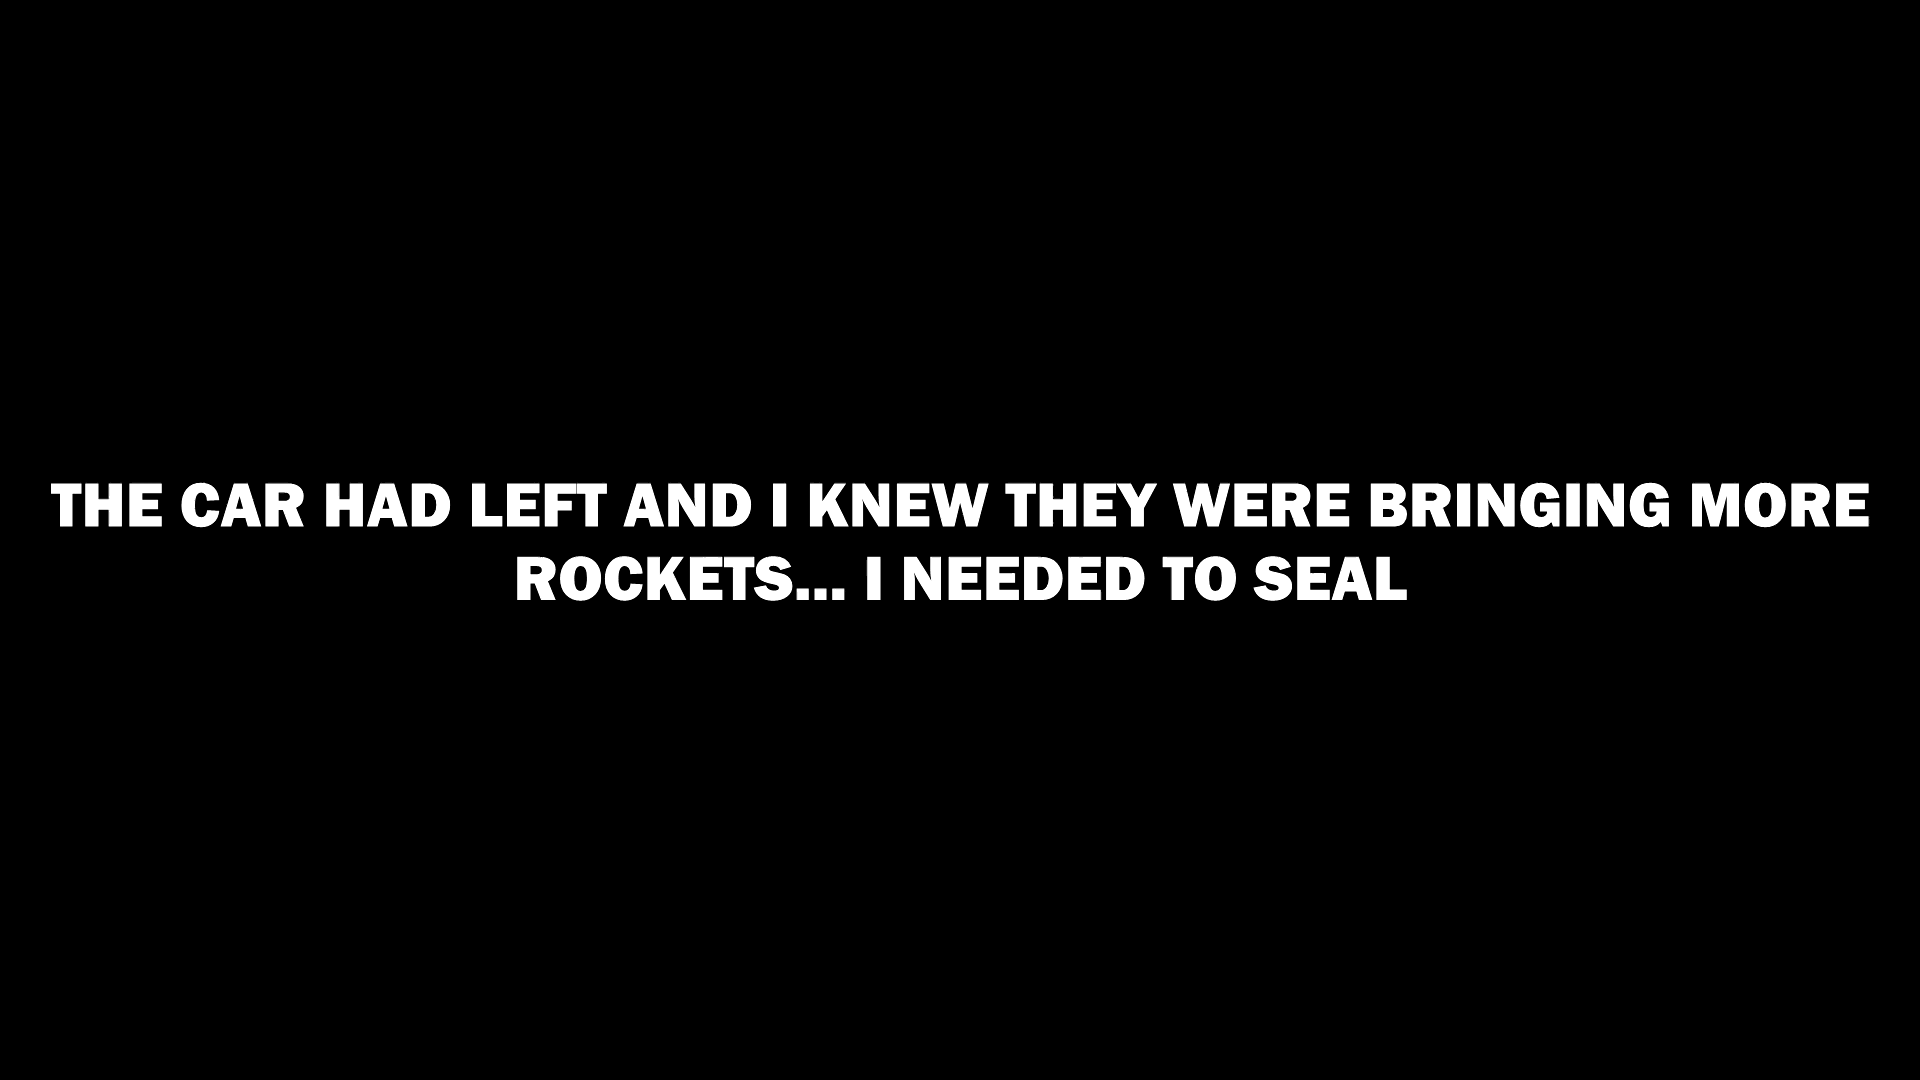 THE CAR HAD LEFT AND I KNEW THEY WERE BRINGING MORE
ROCKETS... I NEEDED TO SEAL